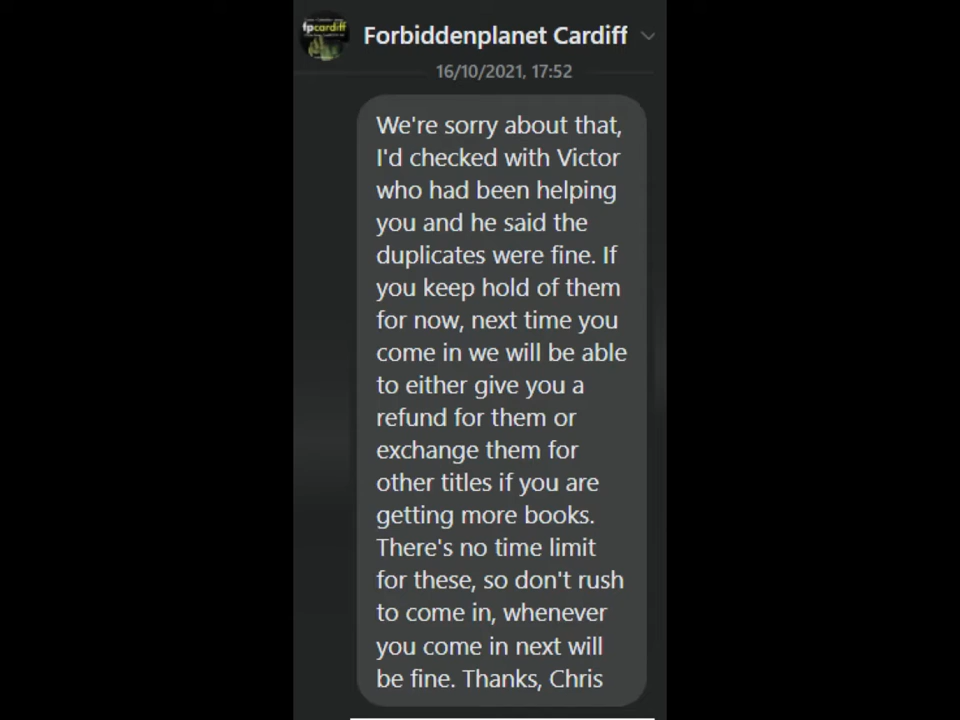 fpcardiff
Forbiddenplanet Cardiff
16/10/2021, 17:52
We're sorry about that,
I'd checked with Victor
who had been helping
you and he said the
duplicates were fine. If
you keep hold of them
for now, next time you
come in we will be able
to either give you a
refund for them or
exchange them for
other titles if you are
getting more books.
There's no time limit
for these, so don't rush
to come in, whenever
you come in next will
be fine. Thanks, Chris